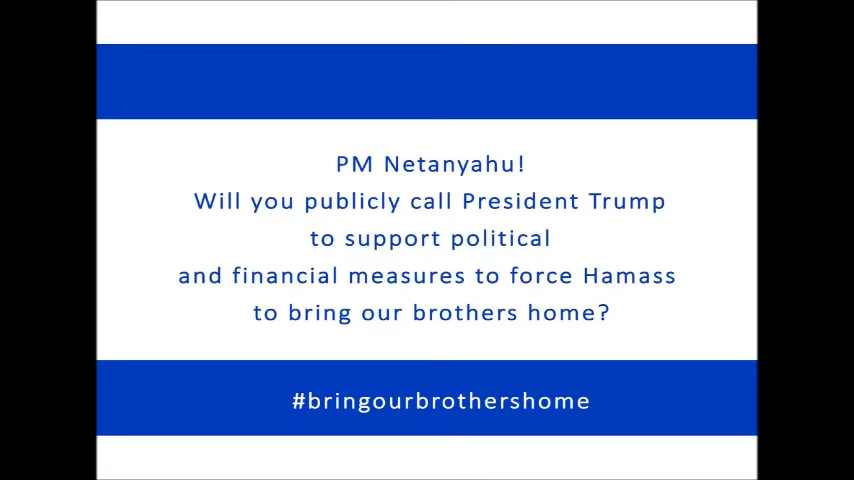 PM Netanyahu!
Will you publicly call President Trump
to support political
and financial measures to force Hamass
to bring our brothers home?
#bringourbrothershome